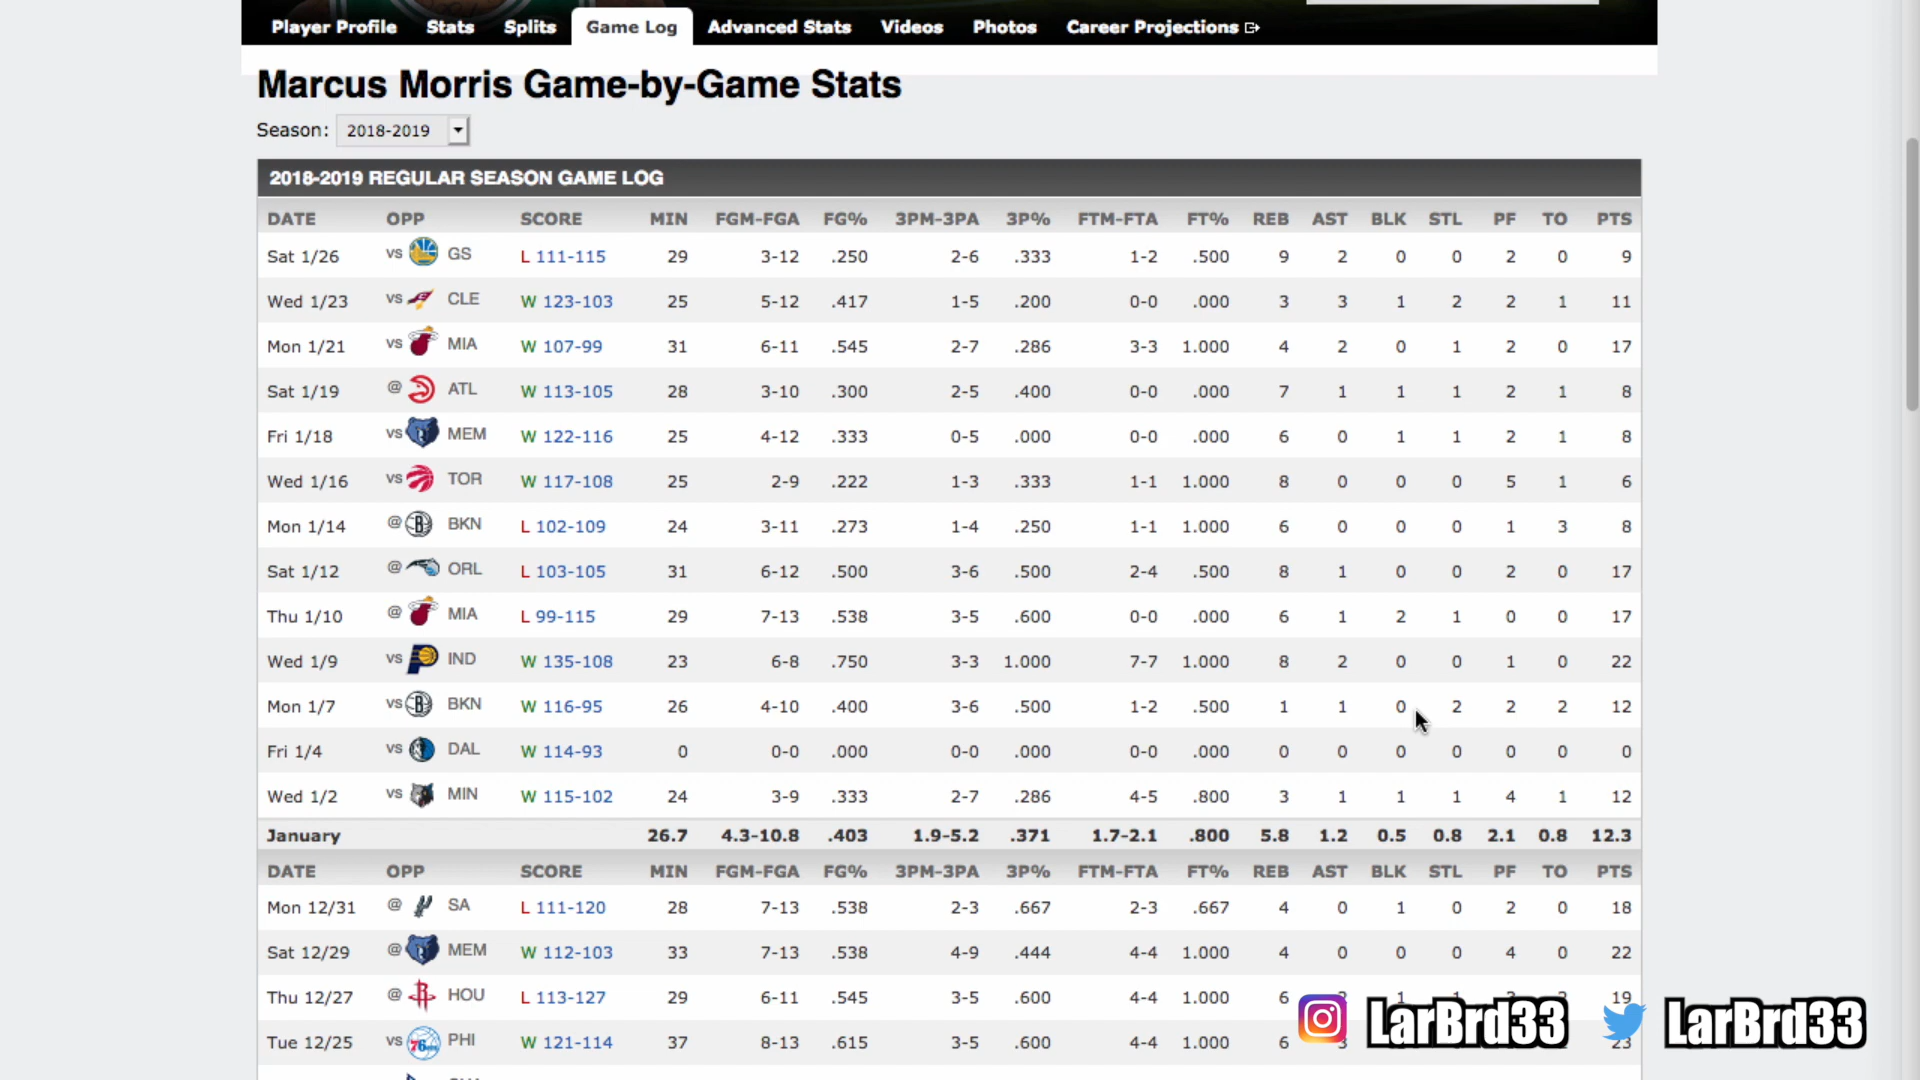 Player Profile Stats Splits Game Log Advanced Stats Videos Photos Career Projections
Marcus Morris Game-by-Game Stats
Season: 2018-2019
2018-2019 REGULAR SEASON GAME LOG
DATE OPP SCORE MIN FGM-FGA FG% 3PM-3PA 3P% FTM-FTA FT% REB AST BLK STL PF TO PTS
Sat 1/26 vs GS L 111-115 29 3-12 .250 2-6 .333 1-2 .500 9 2 0 0 2 0 9
Wed 1/23 vs CLE W 123-103 25 5-12 .417 1-5 .200 0-0 .000 3 3 1 2 2 1 11
Mon 1/21 vs MIA W 107-99 31 6-11 .545 2-7 .286 3-3 1.000 4 2 0 1 2 0 17
Sat 1/19 @ ATL W 113-105 28 3-10 .300 2-5 .400 0-0 .000 7 1 1 1 2 1 8
Fri 1/18 vs MEM W 122-116 25 4-12 .333 0-5 .000 0-0 .000 6 0 1 1 2 1 8
Wed 1/16 vs TOR W 117-108 25 2-9 .222 1-3 .333 1-1 1.000 8 0 0 0 5 1 6
Mon 1/14 @ BKN L 102-109 24 3-11 .273 1-4 .250 1-1 1.000 6 0 0 0 1 3 8
Sat 1/12 @ ORL L 103-105 31 6-12 .500 3-6 .500 2-4 .500 8 1 0 0 2 0 17
Thu 1/10 @ MIA L 99-115 29 7-13 .538 3-5 .600 0-0 .000 6 1 2 1 0 0 17
Wed 1/9 vs IND W 135-108 23 6-8 .750 3-3 1.000 7-7 1.000 8 2 0 0 1 0 22
Mon 1/7 vs BKN W 116-95 26 4-10 .400 3-6 .500 1-2 .500 1 1 0 2 2 2 12
Fri 1/4 vs DAL W 114-93 0 0-0 .000 0-0 .000 0-0 .000 0 0 0 0 0 0 0
Wed 1/2 vs MIN W 115-102 24 3-9 .333 2-7 .286 4-5 .800 3 1 1 1 4 1 12
January 26.7 4.3-10.8 .403 1.9-5.2 .371 1.7-2.1 .800 5.8 1.2 0.5 0.8 2.1 0.8 12.3
DATE OPP SCORE MIN FGM-FGA FG% 3PM-3PA 3P% FTM-FTA FT% REB AST BLK STL PF TO PTS
Mon 12/31 @ SA L 111-120 28 7-13 .538 2-3 .667 2-3 .667 4 0 1 0 2 0 18
Sat 12/29 @ MEM W 112-103 33 7-13 .538 4-9 .444 4-4 1.000 4 0 0 0 4 0 22
Thu 12/27 @ HOU L 113-127 29 6-11 .545 3-5 .600 4-4 1.000 6 19
Tue 12/25 vs PHI W 121-114 37 8-13 .615 3-5 .600 4-4 1.000 6 3 23
LarBrd33 LarBrd33